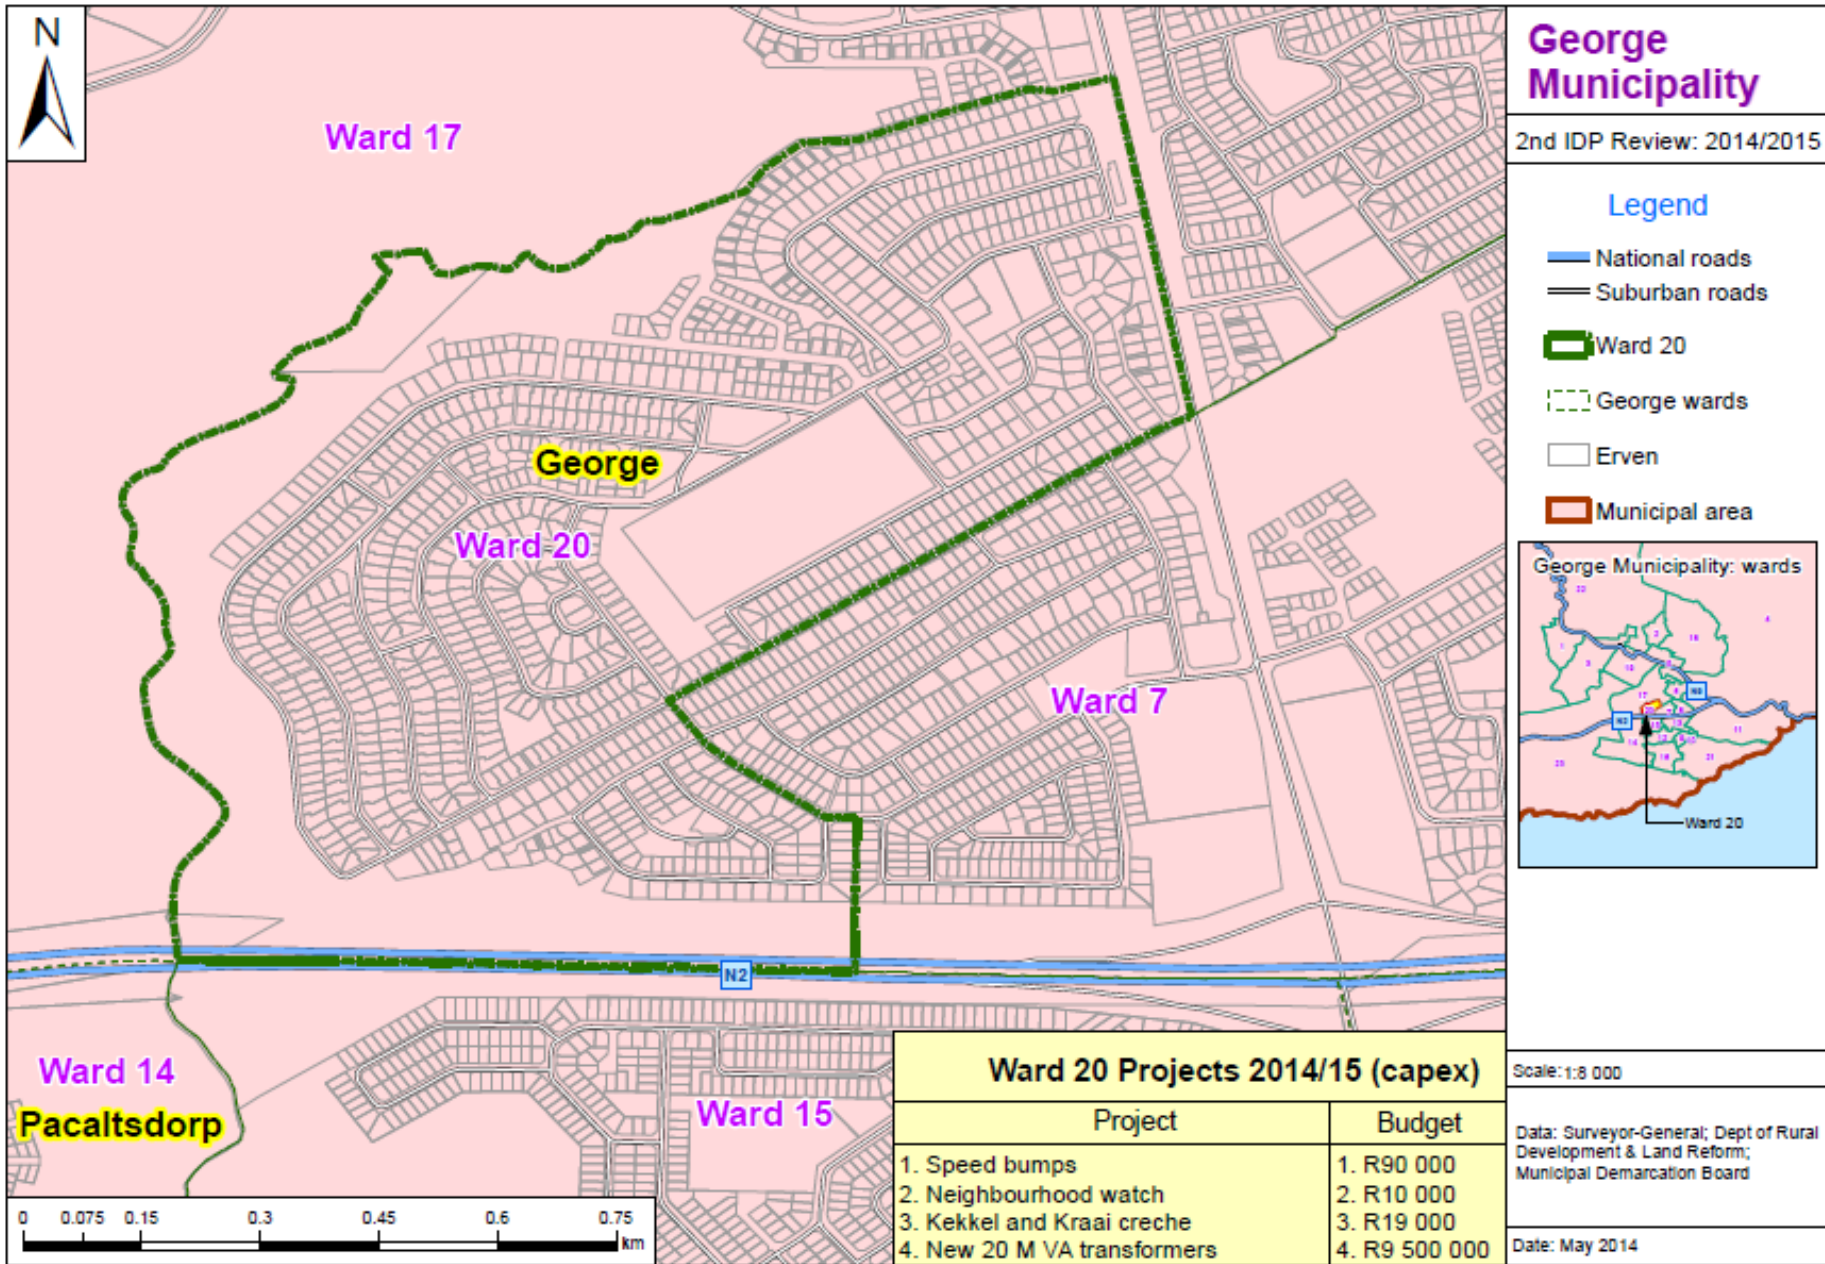 N
Ward 17
George
Ward 20
Ward 7
N2
Ward 14
Pacaltsdorp
Ward 15
0 0.075 0.15 0.3 0.45 0.6 0.75
km
Ward 20 Projects 2014/15 (capex)
Project Budget
1. Speed bumps 1. R90 000
2. Neighbourhood watch 2. R10 000
3. Kekkel and Kraai creche 3. R19 000
4. New 20 M VA transformers 4. R9 500 000
George
Municipality
2nd IDP Review: 2014/2015
Legend
National roads
Suburban roads
Ward 20
George wards
Erven
Municipal area
George Municipality: wards
Ward 20
Scale:1:8 000
Data: Surveyor-General; Dept of Rural
Development & Land Reform;
Municipal Demarcation Board
Date: May 2014